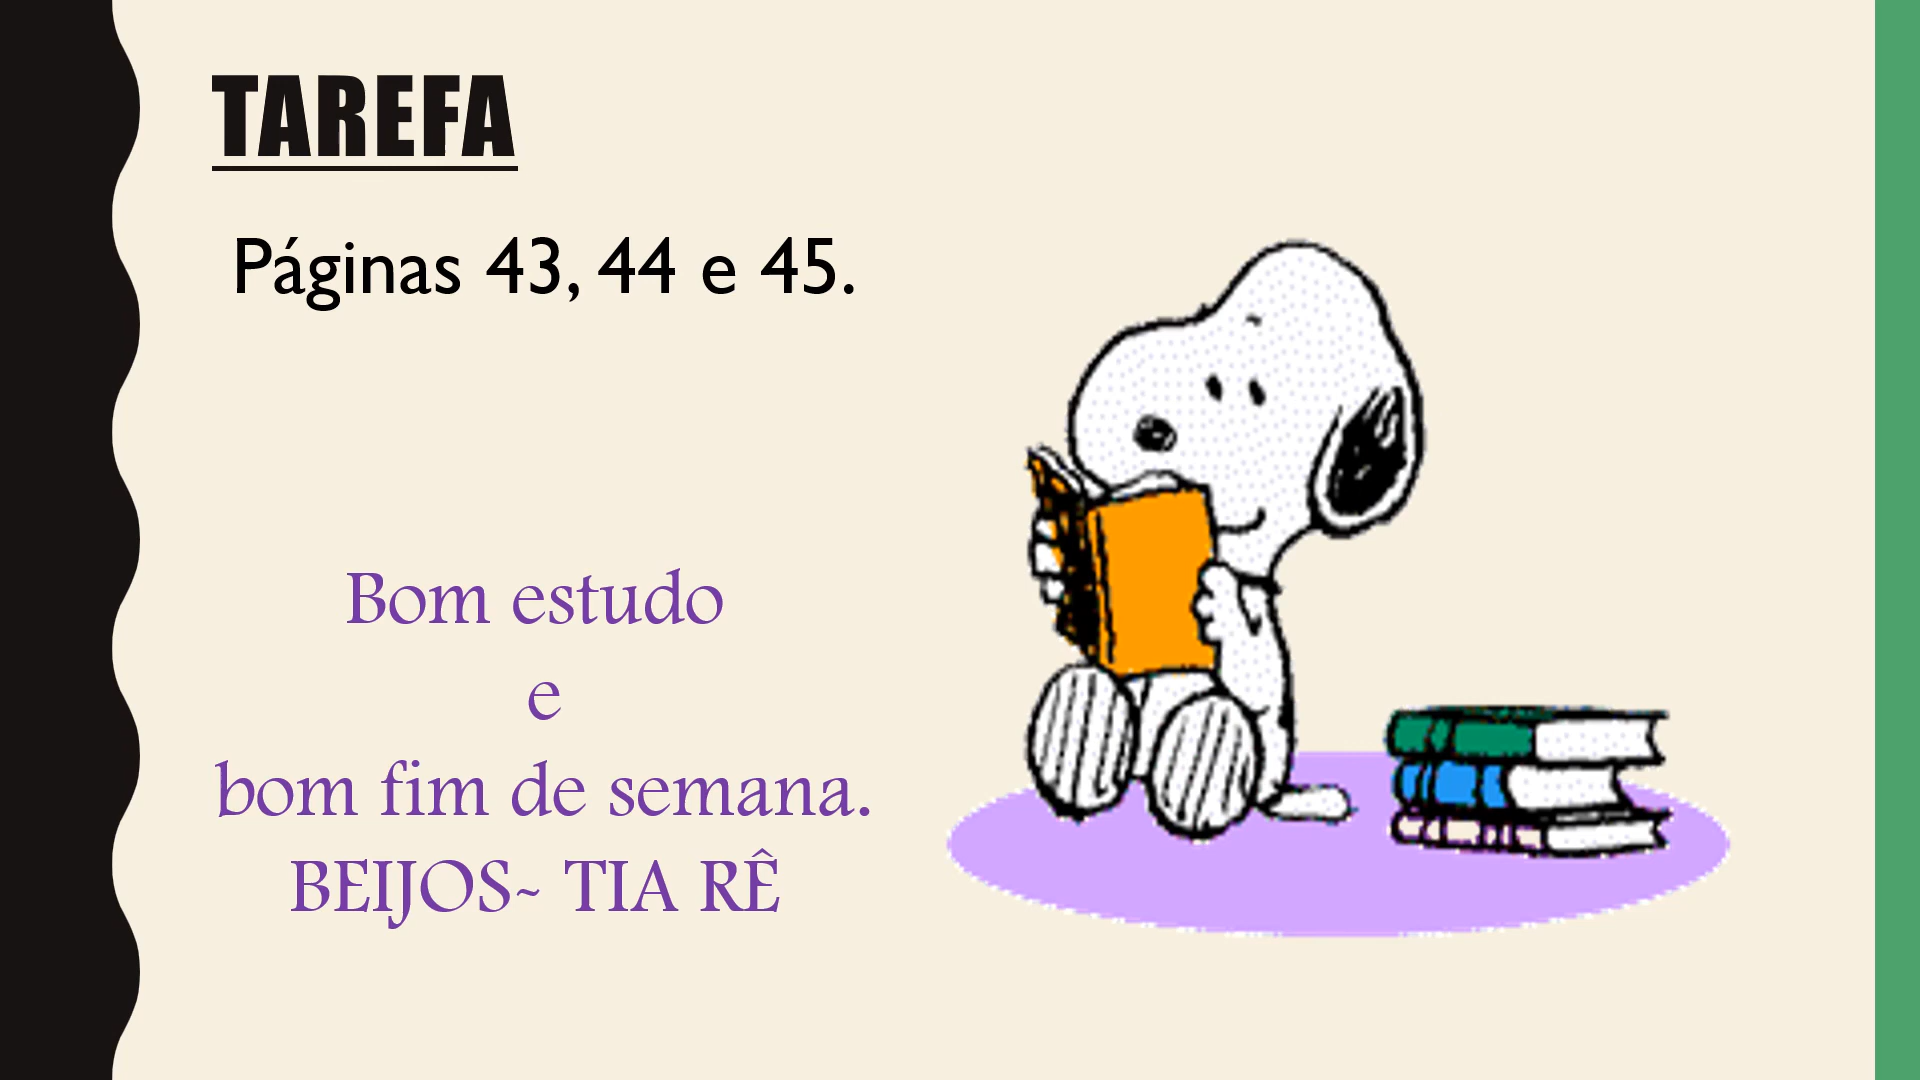 TAREFA
Páginas 43, 44 e 45.
Bom estudo
e
bom fim de semana.
BEIJOS~ TIA RÊ